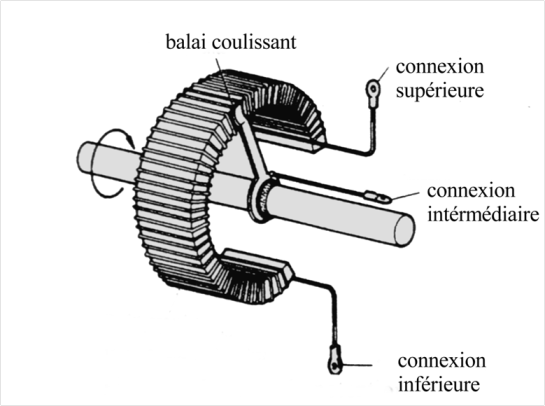 balai coulissant
connexion
supérieure
connexion
intérmédiaire
connexion
inférieure